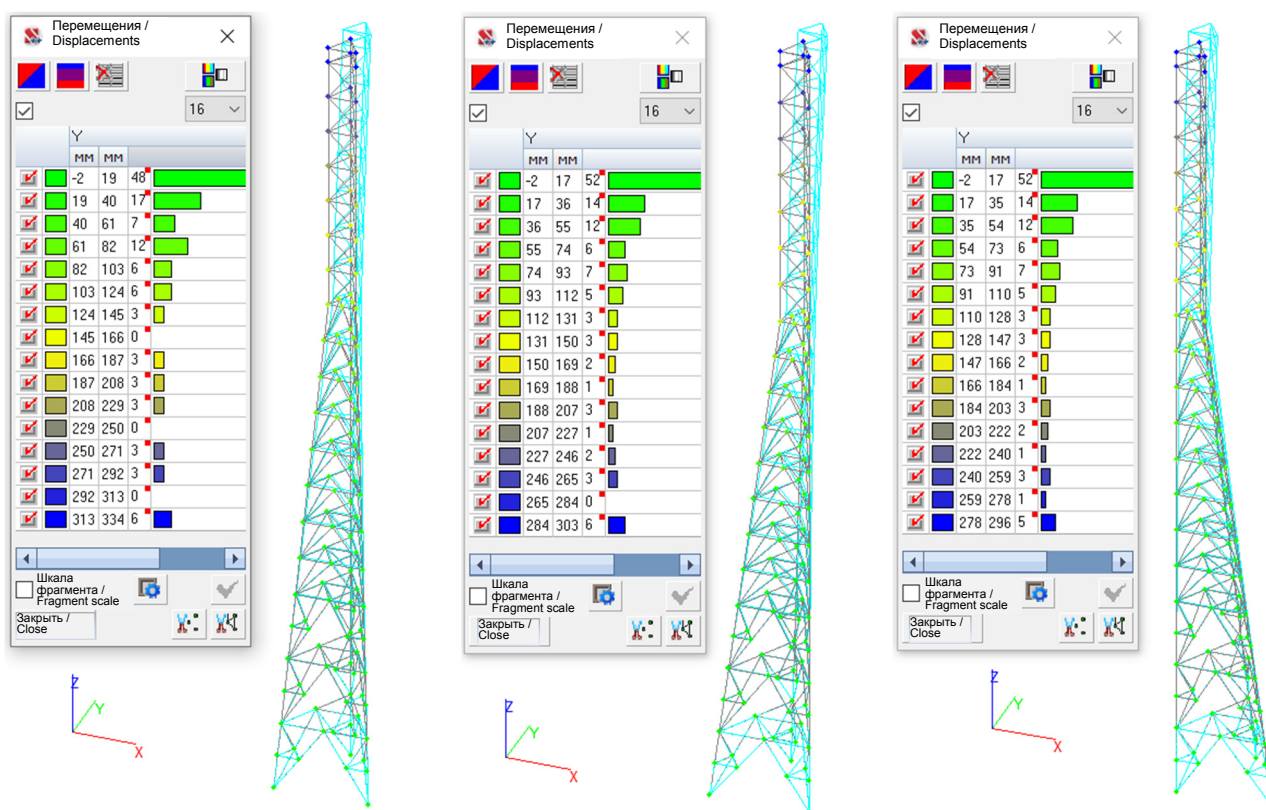 Перемещения /
Displacements
16
Y
мм мм
-2 19 48
19 40 17
40 61 7
61 82 12
82 103 6
103 124 6
124 145 3
145 166 0
166 187 3
187 208 3
208 229 3
229 250 0
250 271 3
271 292 3
292 313 0
313 334 6
Шкала
фрагмента /
Fragment scale
Закрыть /
Close
Z
Y
X
Перемещения /
Displacements
16
Y
мм мм
-2 17 52
17 36 14
36 55 12
55 74 6
74 93 7
93 112 5
112 131 3
131 150 3
150 169 2
169 188 1
188 207 3
207 227 1
227 246 2
246 265 3
265 284 0
284 303 6
Шкала
фрагмента /
Fragment scale
Закрыть /
Close
Z
Y
X
Перемещения /
Displacements
16
Y
мм мм
-2 17 52
17 35 14
35 54 12
54 73 6
73 91 7
91 110 5
110 128 3
128 147 3
147 166 2
166 184 1
184 203 3
203 222 2
222 240 1
240 259 3
259 278 1
278 296 5
Шкала
фрагмента /
Fragment scale
Закрыть /
Close
Z
Y
X